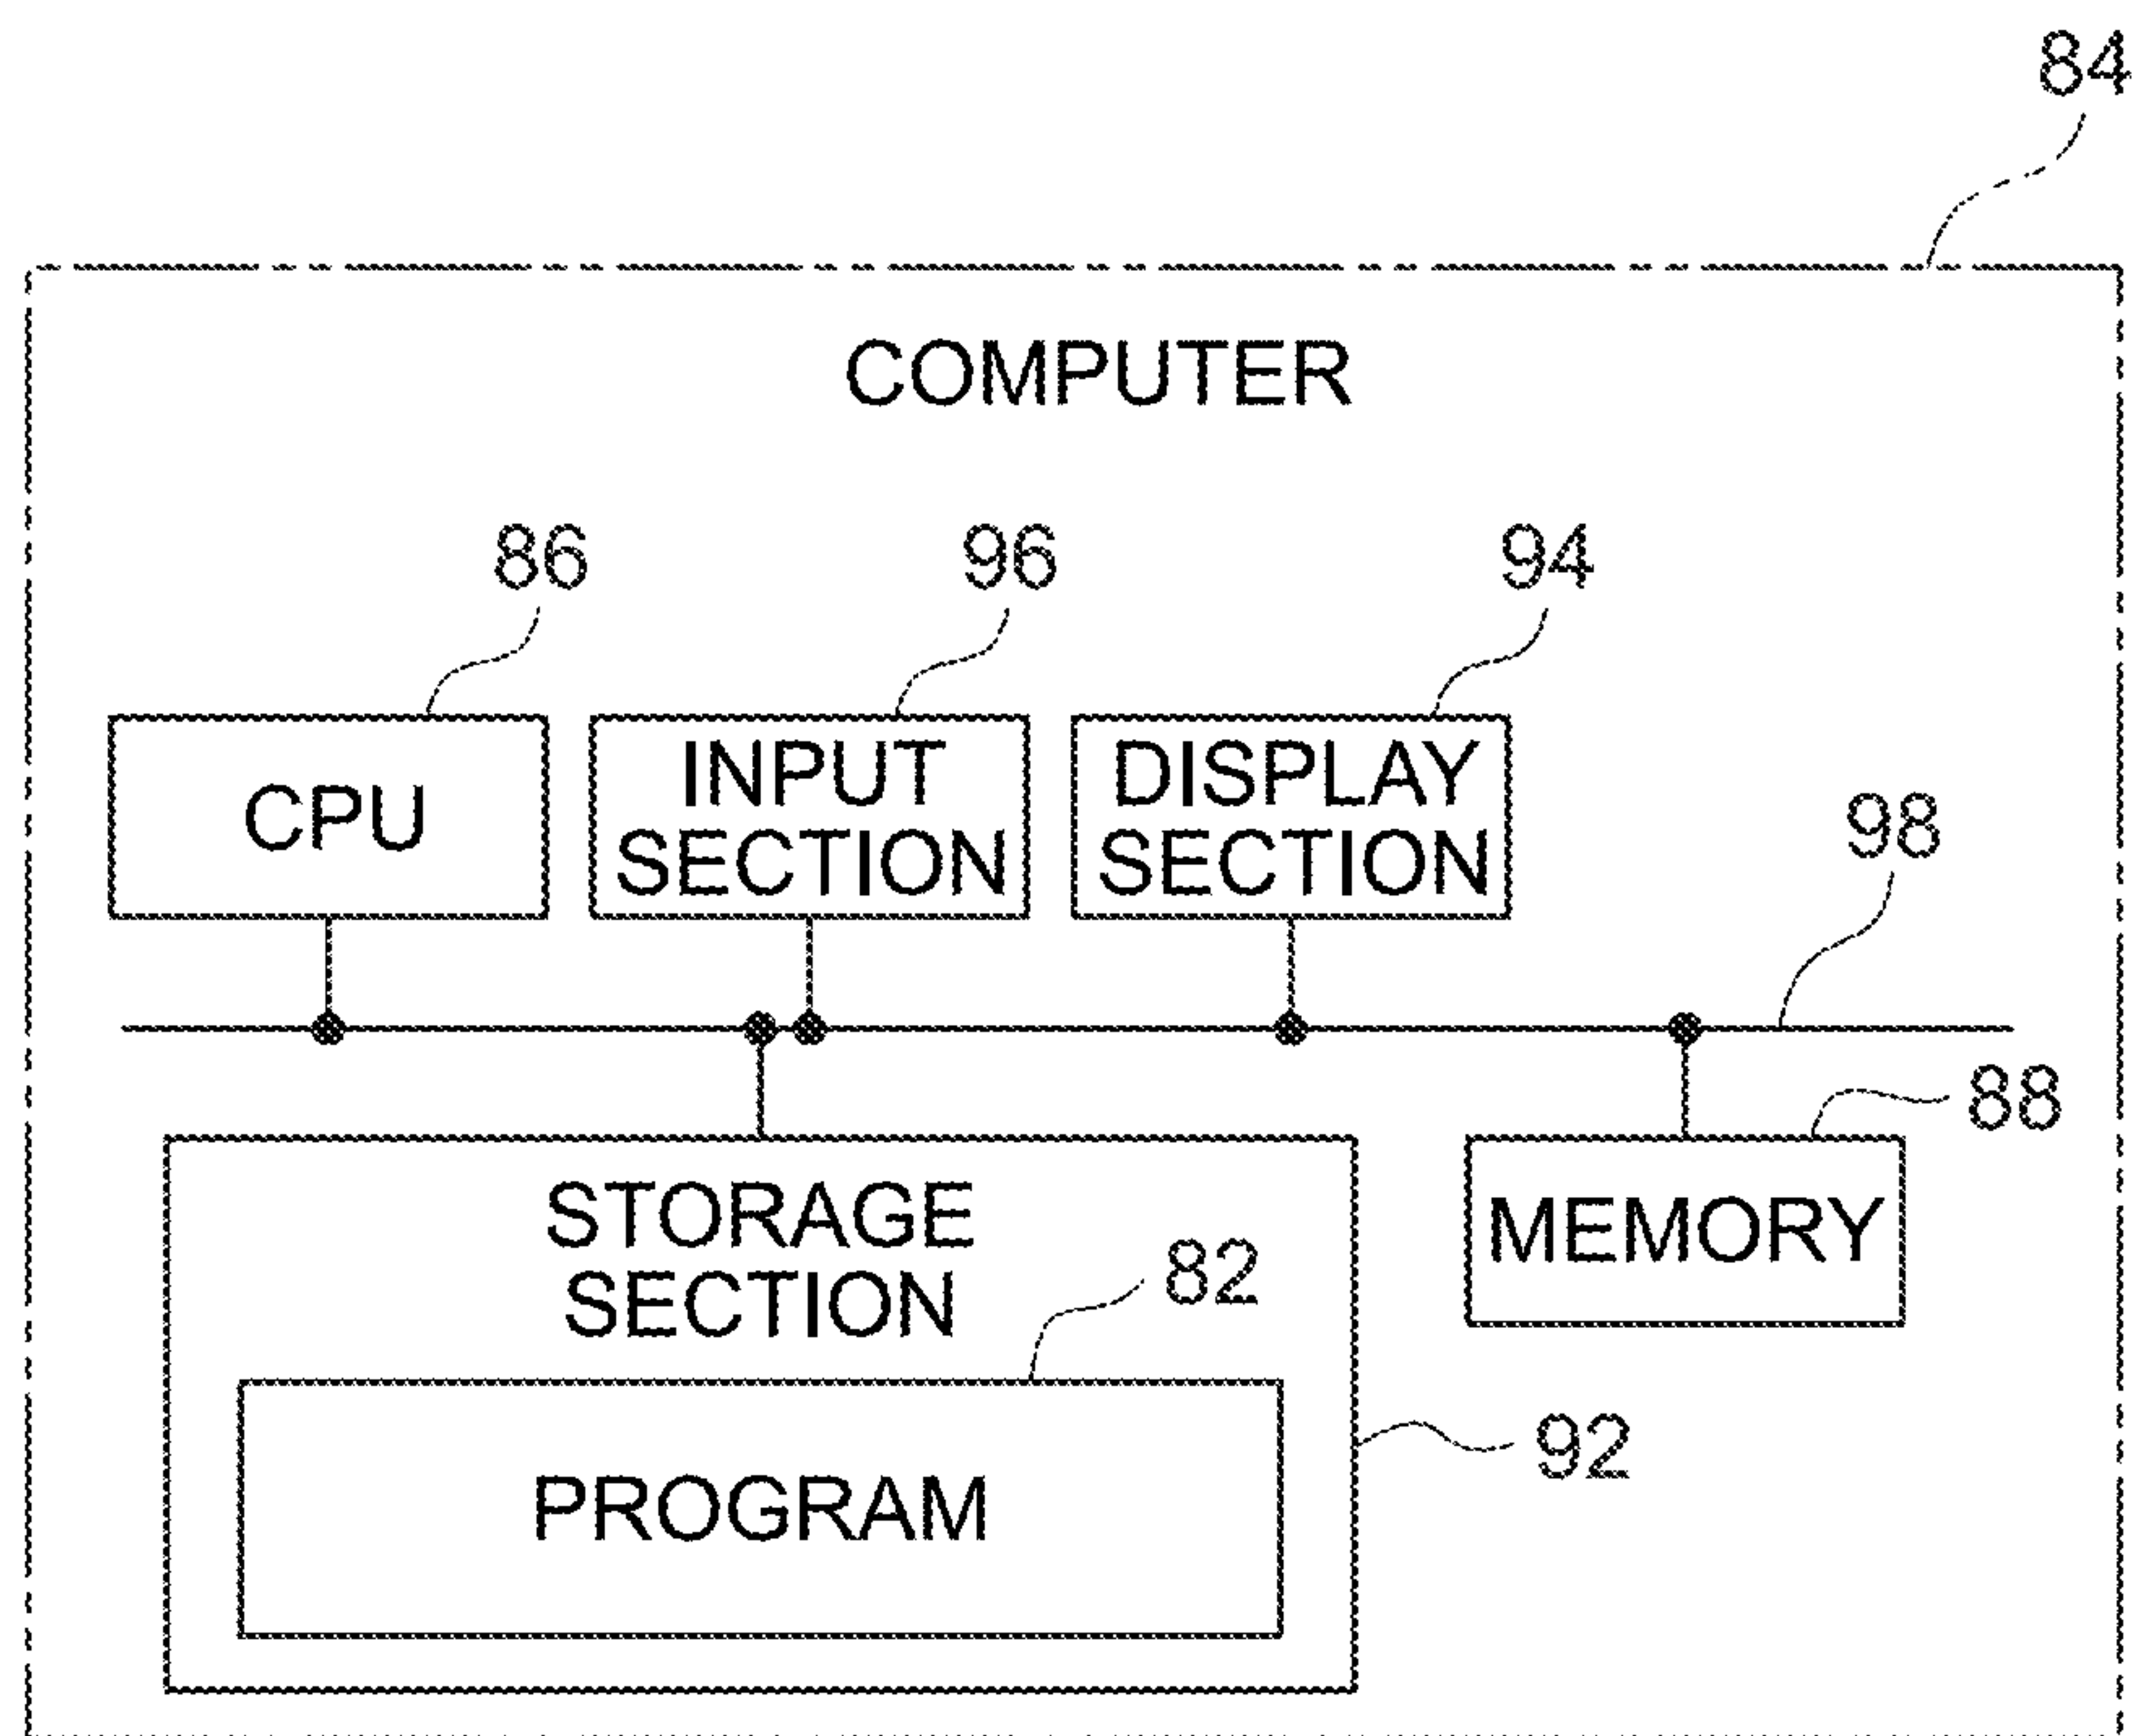 84
COMPUTER
86
96
94
CPU
INPUT
SECTION
DISPLAY
SECTION
98
88
STORAGE
SECTION
MEMORY
82
92
PROGRAM